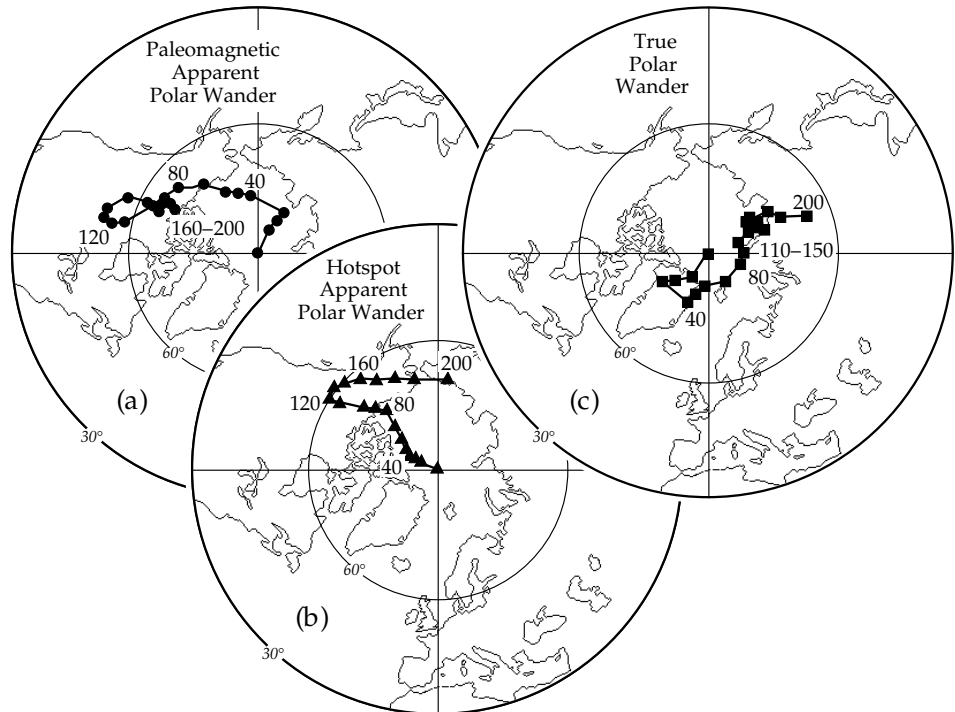 Paleomagnetic
Apparent
Polar Wander
80
40
120
160–200
60°
(a)
30°
Hotspot
Apparent
Polar Wander
160
200
120
80
40
60°
(b)
30°
True
Polar
Wander
200
110–150
80
40
60°
(c)
30°